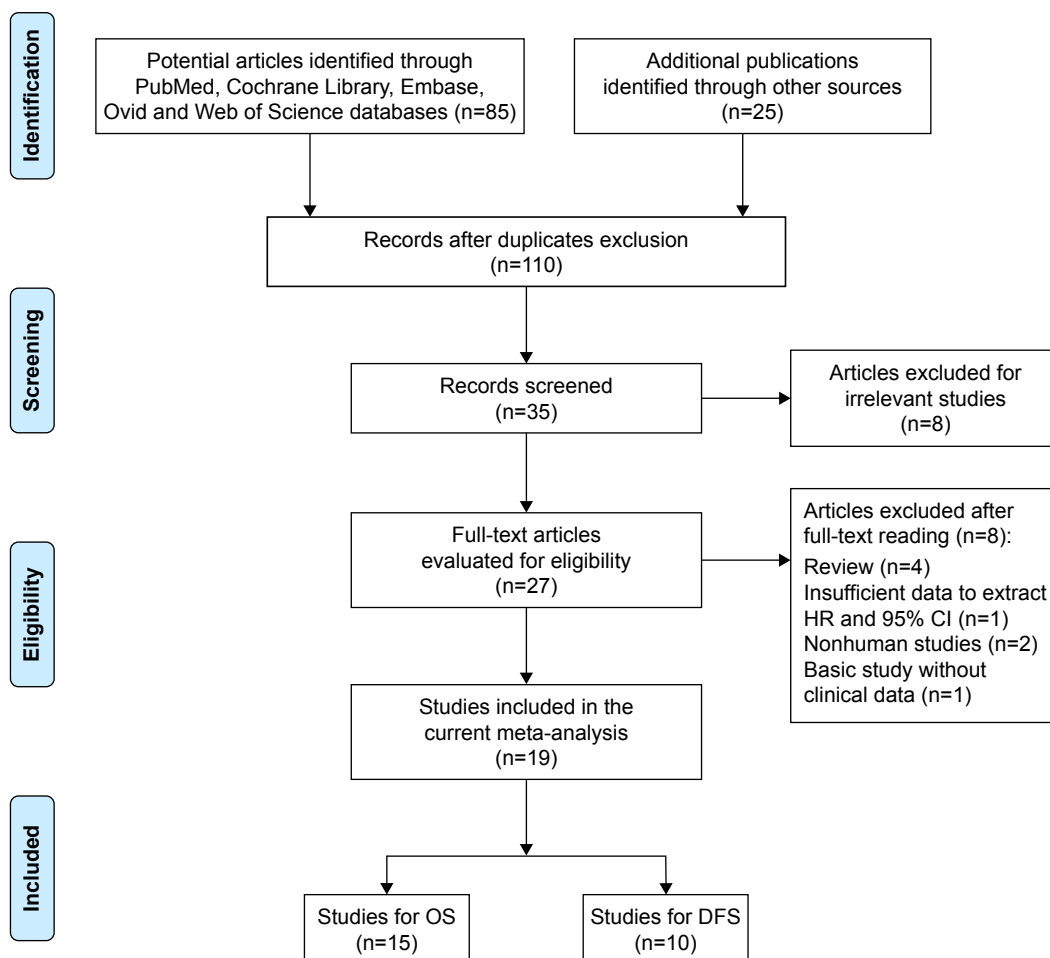 Identification
Potential articles identified through
PubMed, Cochrane Library, Embase,
Ovid and Web of Science databases (n=85)
Additional publications
identified through other sources
(n=25)
Records after duplicates exclusion
(n=110)
Screening
Records screened
(n=35)
Articles excluded for
irrelevant studies
(n=8)
Eligibility
Full-text articles
evaluated for eligibility
(n=27)
Articles excluded after
full-text reading (n=8):
Review (n=4)
Insufficient data to extract
HR and 95% CI (n=1)
Nonhuman studies (n=2)
Basic study without
clinical data (n=1)
Studies included in the
current meta-analysis
(n=19)
Included
Studies for OS
(n=15)
Studies for DFS
(n=10)